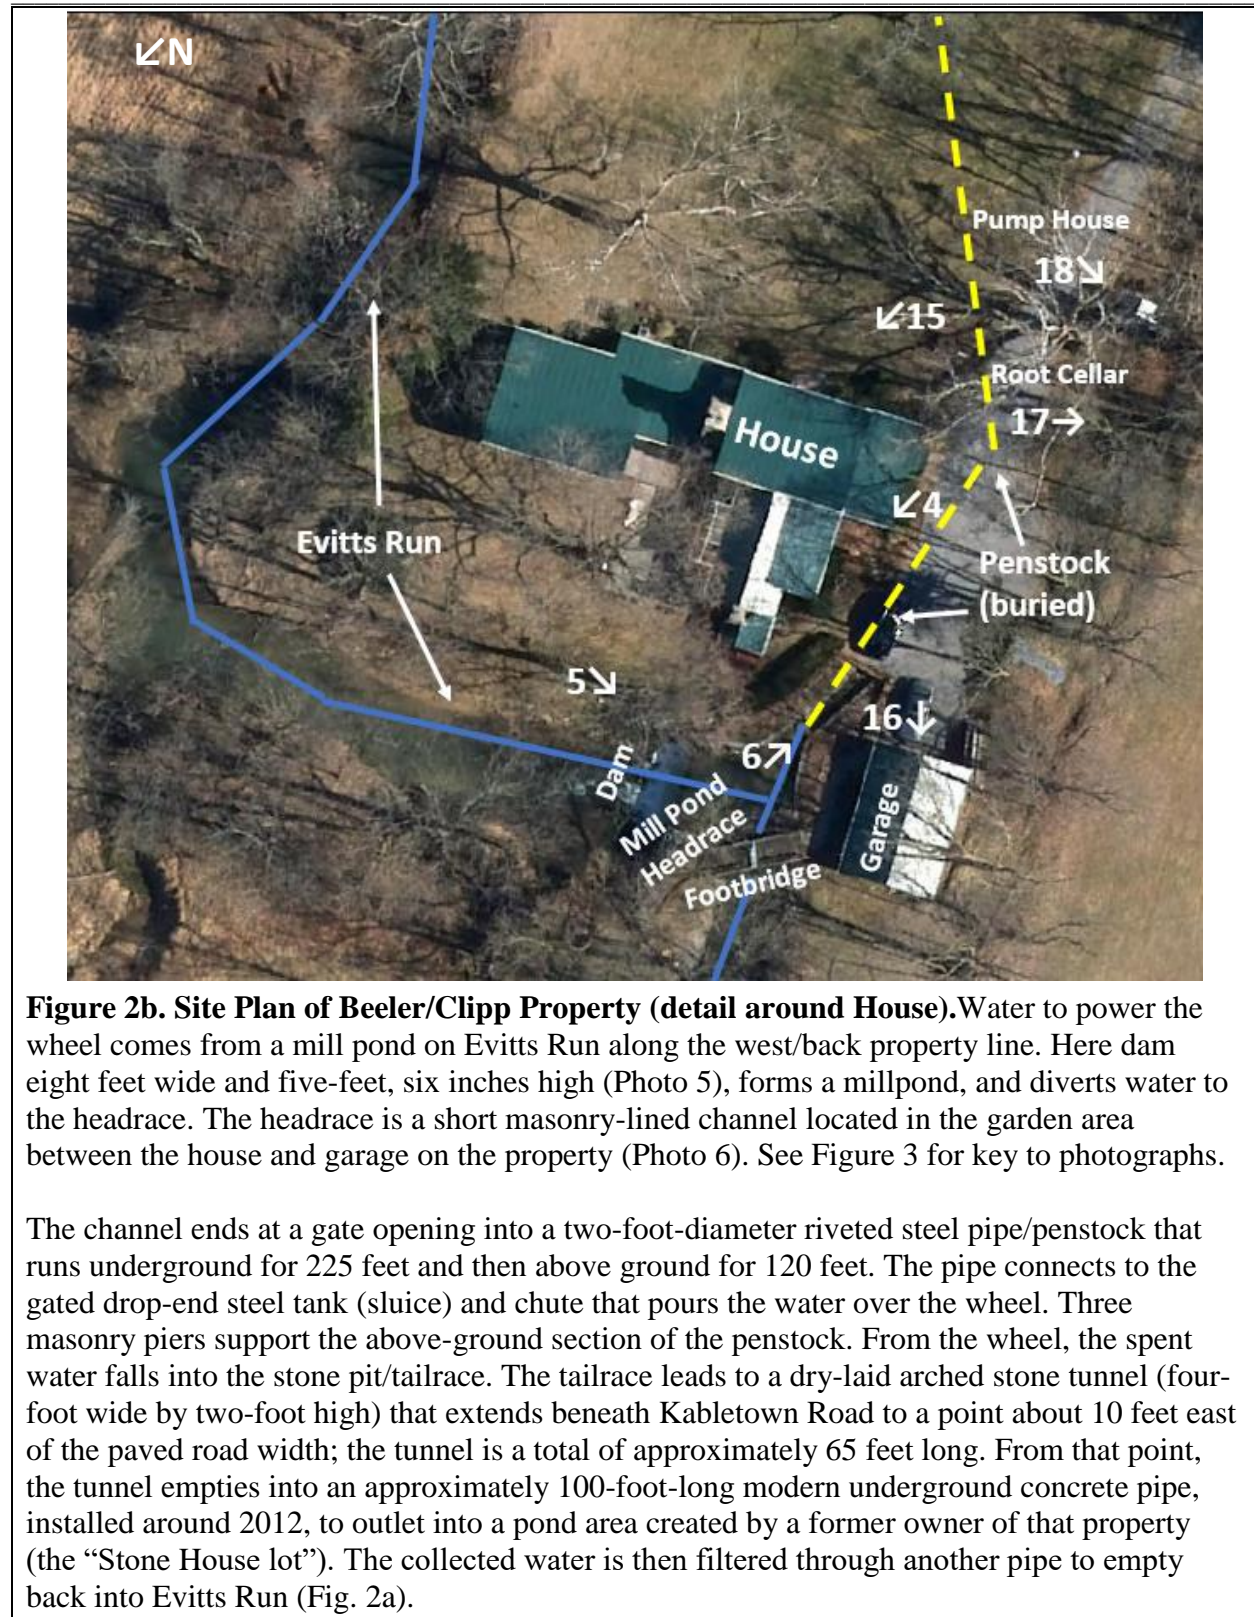 ↙N
Pump House
18↘
↙15
Root Cellar
17→
House
↙4
Penstock
(buried)
Evitts Run
5↘
16↓
6↗
Dam
Mill Pond
Headrace
Garage
Footbridge
Figure 2b. Site Plan of Beeler/Clipp Property (detail around House).Water to power the
wheel comes from a mill pond on Evitts Run along the west/back property line. Here dam
eight feet wide and five-feet, six inches high (Photo 5), forms a millpond, and diverts water to
the headrace. The headrace is a short masonry-lined channel located in the garden area
between the house and garage on the property (Photo 6). See Figure 3 for key to photographs.
The channel ends at a gate opening into a two-foot-diameter riveted steel pipe/penstock that
runs underground for 225 feet and then above ground for 120 feet. The pipe connects to the
gated drop-end steel tank (sluice) and chute that pours the water over the wheel. Three
masonry piers support the above-ground section of the penstock. From the wheel, the spent
water falls into the stone pit/tailrace. The tailrace leads to a dry-laid arched stone tunnel (four-
foot wide by two-foot high) that extends beneath Kabletown Road to a point about 10 feet east
of the paved road width; the tunnel is a total of approximately 65 feet long. From that point,
the tunnel empties into an approximately 100-foot-long modern underground concrete pipe,
installed around 2012, to outlet into a pond area created by a former owner of that property
(the “Stone House lot”). The collected water is then filtered through another pipe to empty
back into Evitts Run (Fig. 2a).